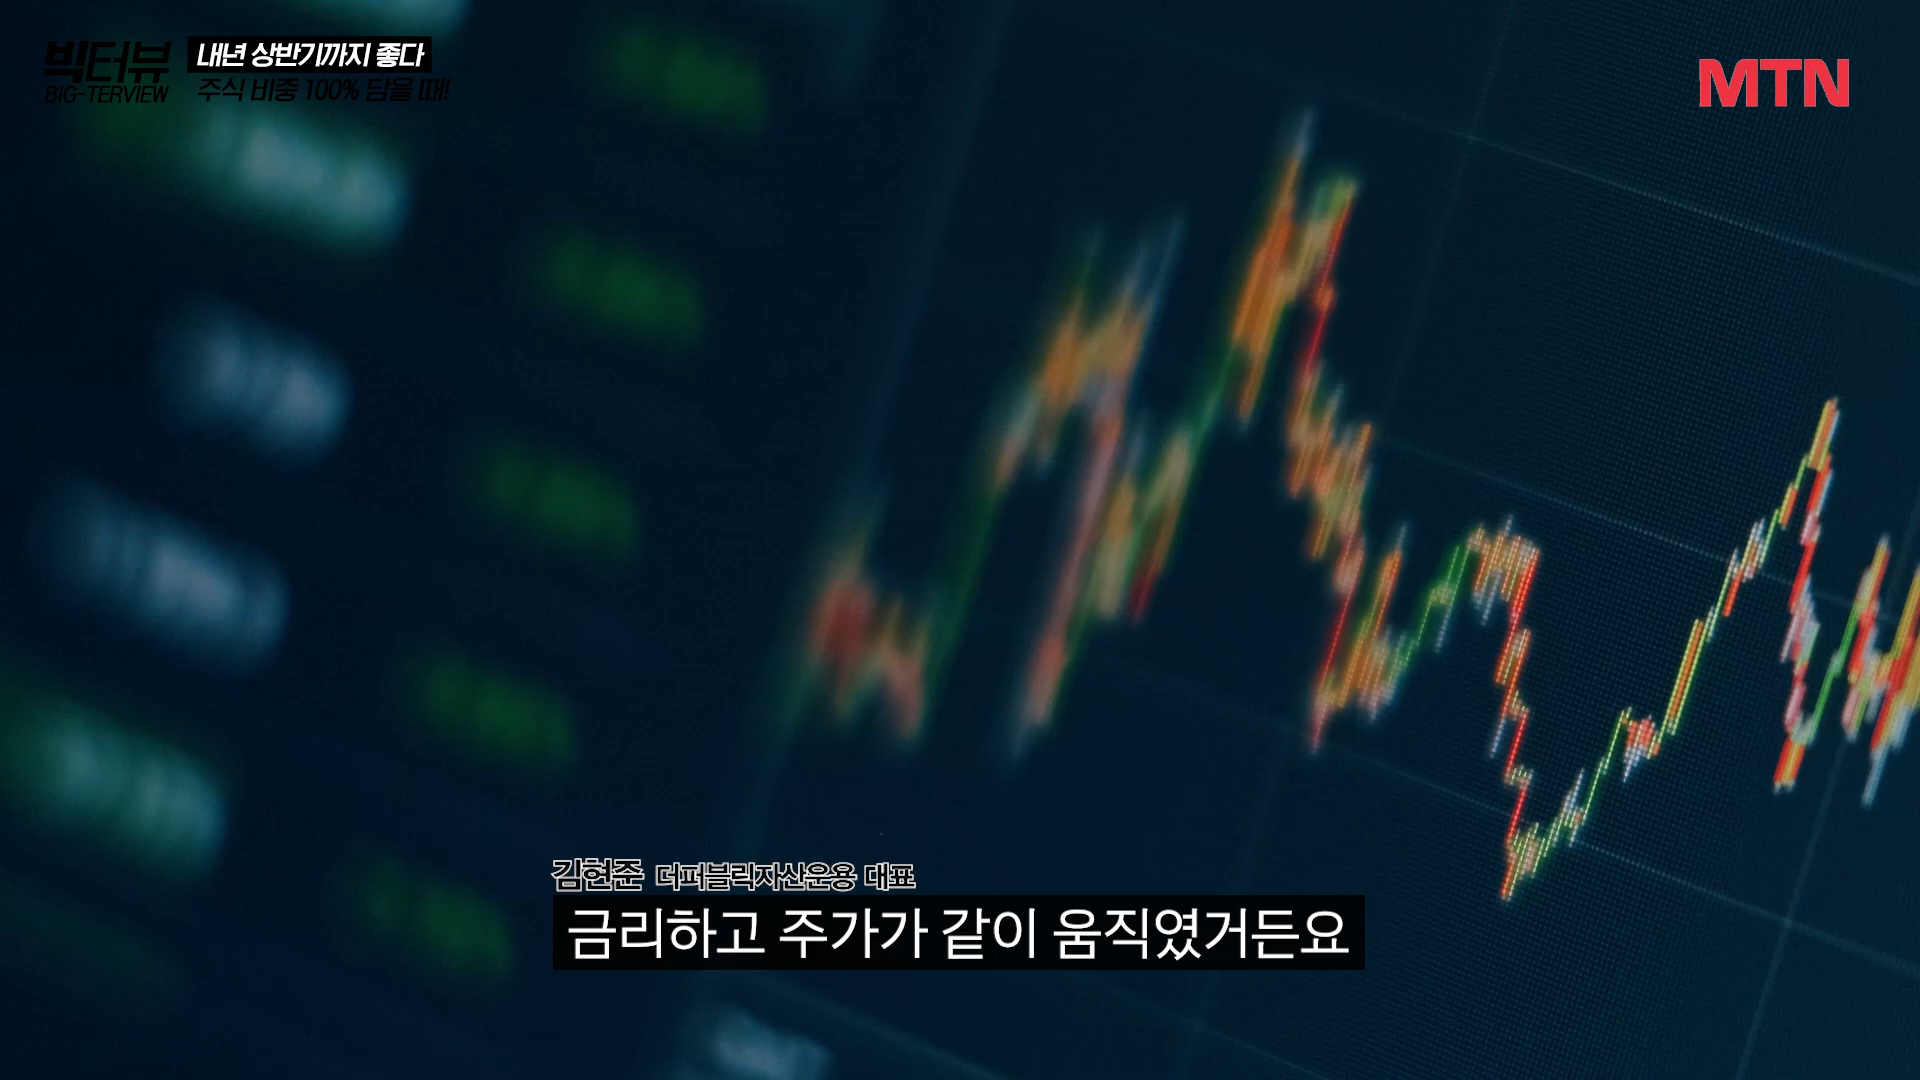 빅터뷰
BIG-TERVIEW
내년 상반기까지 좋다
주식 비중 100% 담을 때!
MTN
김현준 더퍼블릭자산운용 대표
금리하고 주가가 같이 움직였거든요